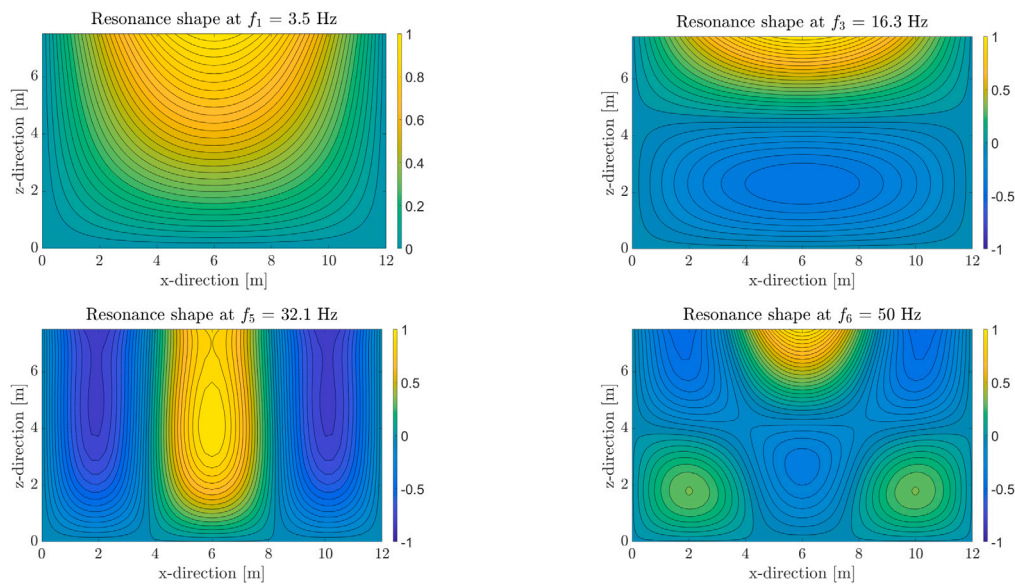 Resonance shape at f₁ = 3.5 Hz
1
0.8
0.6
0.4
0.2
0
6
4
2
0
z-direction [m]
0 2 4 6 8 10 12
x-direction [m]
Resonance shape at f₃ = 16.3 Hz
1
0.5
0
-0.5
-1
6
4
2
0
z-direction [m]
0 2 4 6 8 10 12
x-direction [m]
Resonance shape at f₅ = 32.1 Hz
1
0.5
0
-0.5
-1
6
4
2
0
z-direction [m]
0 2 4 6 8 10 12
x-direction [m]
Resonance shape at f₆ = 50 Hz
1
0.5
0
-0.5
-1
6
4
2
0
z-direction [m]
0 2 4 6 8 10 12
x-direction [m]